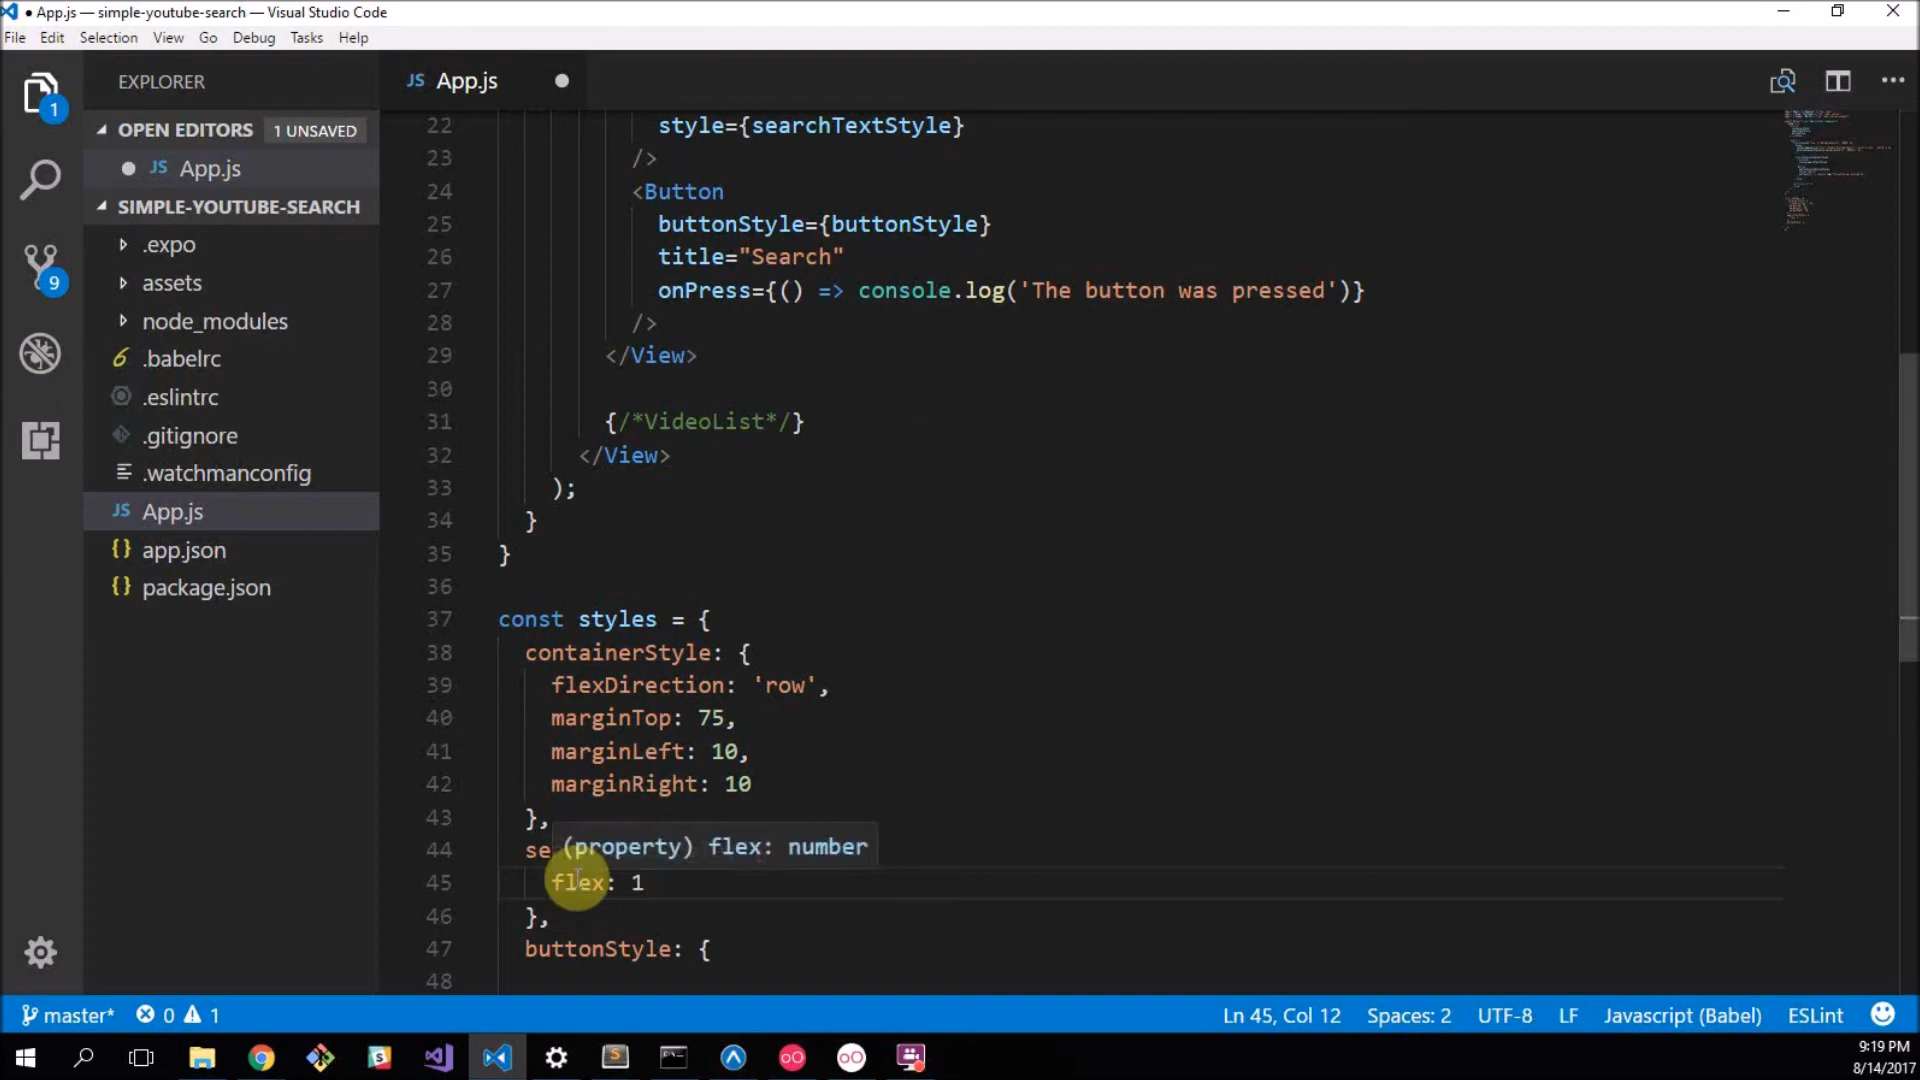 App.js — simple-youtube-search — Visual Studio Code
File Edit Selection View Go Debug Tasks Help
EXPLORER
JS App.js
1
OPEN EDITORS 1 UNSAVED
JS App.js
SIMPLE-YOUTUBE-SEARCH
.expo
9
assets
node_modules
.babelrc
.eslintrc
.gitignore
.watchmanconfig
JS App.js
{} app.json
{} package.json
22 style={searchTextStyle}
23 />
24 <Button
25 buttonStyle={buttonStyle}
26 title="Search"
27 onPress={() => console.log('The button was pressed')}
28 />
29 </View>
30
31 {/*VideoList*/}
32 </View>
33 );
34 }
35 }
36
37 const styles = {
38 containerStyle: {
39 flexDirection: 'row',
40 marginTop: 75,
41 marginLeft: 10,
42 marginRight: 10
43 },
(property) flex: number
44 se
45 flex: 1
46 },
47 buttonStyle: {
48
master* 0 1 Ln 45, Col 12 Spaces: 2 UTF-8 LF Javascript (Babel) ESLint
9:19 PM
8/14/2017